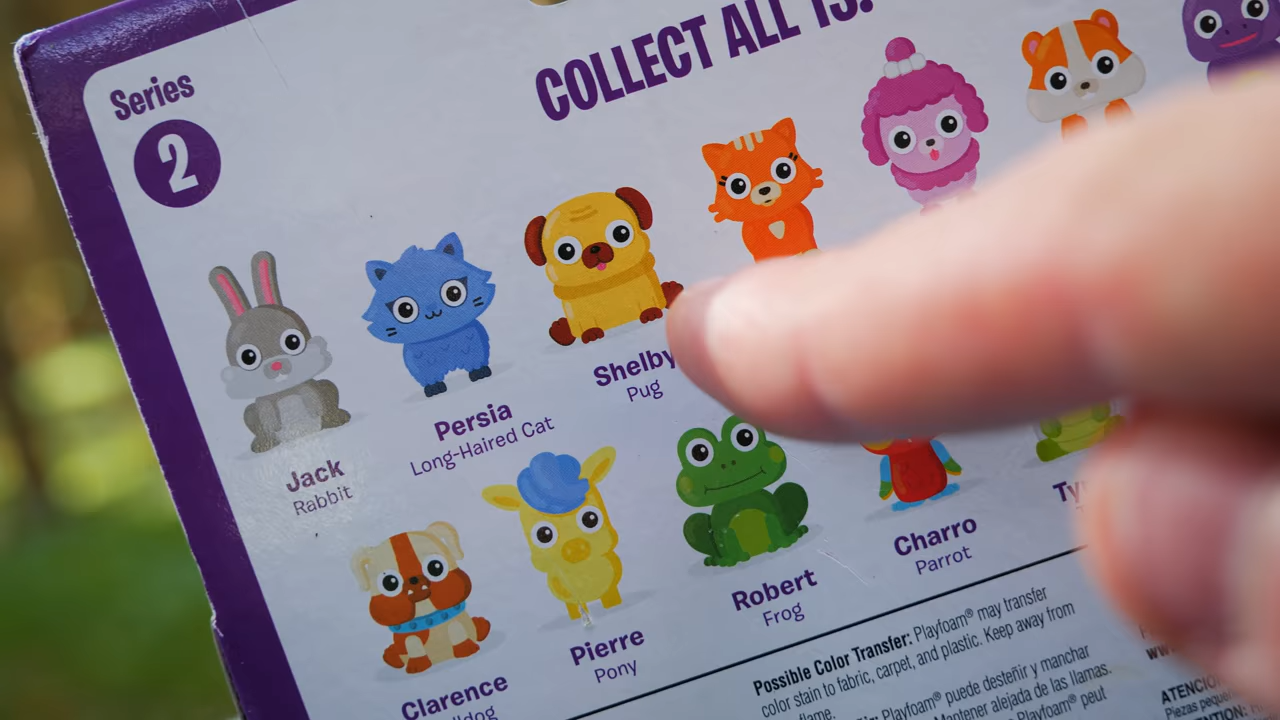 COLLECT ALL
Series
2
Shelby
Pug
Persia
Long-Haired Cat
Jack
Rabbit
Charro
Parrot
Robert
Frog
Pierre
Pony
Clarence
Possible Color Transfer: Playfoam® may transfer
color stain to fabric, carpet, and plastic. Keep away from
flame.
Playfoam® puede desteñir y manchar
Mantener alejada de las llamas.
Playfoam® peut
Piezas